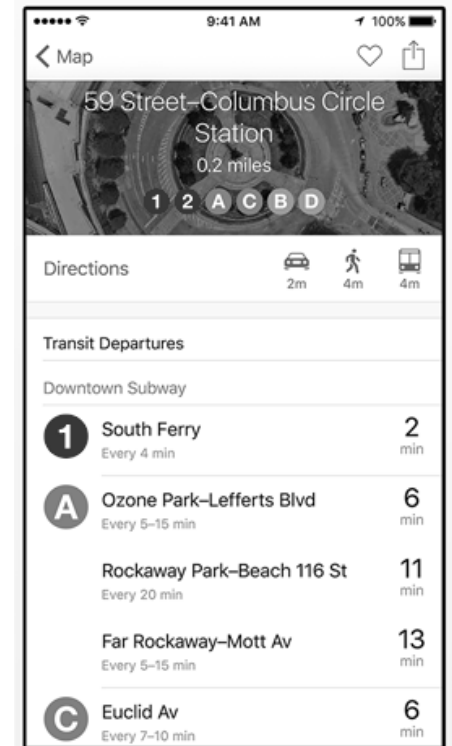 9:41 AM
100%
Map
59 Street–Columbus Circle
Station
0.2 miles
1 2 A C B D
Directions
2m 4m 4m
Transit Departures
Downtown Subway
1 South Ferry 2
Every 4 min min
A Ozone Park–Lefferts Blvd 6
Every 5–15 min min
Rockaway Park–Beach 116 St 11
Every 20 min min
Far Rockaway–Mott Av 13
Every 5–15 min min
C Euclid Av 6
Every 7–10 min min